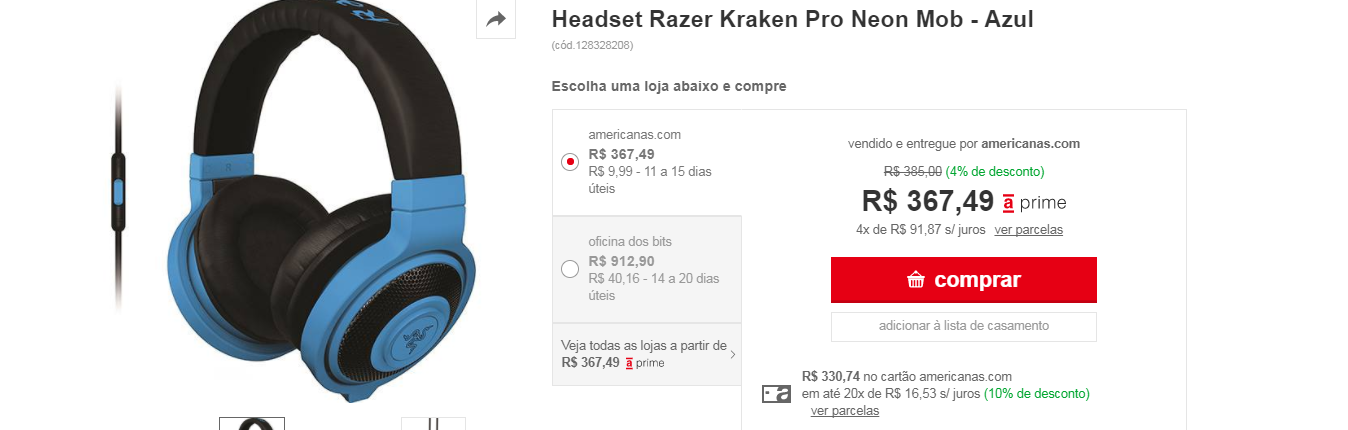 Headset Razer Kraken Pro Neon Mob - Azul
(cód.128328208)
Escolha uma loja abaixo e compre
americanas.com
R$ 367,49
R$ 9,99 - 11 a 15 dias
úteis
oficina dos bits
R$ 912,90
R$ 40,16 - 14 a 20 dias
úteis
Veja todas as lojas a partir de
R$ 367,49 a prime
vendido e entregue por americanas.com
R$ 385,00 (4% de desconto)
R$ 367,49 a prime
4x de R$ 91,87 s/ juros ver parcelas
comprar
adicionar à lista de casamento
R$ 330,74 no cartão americanas.com
em até 20x de R$ 16,53 s/ juros (10% de desconto)
ver parcelas